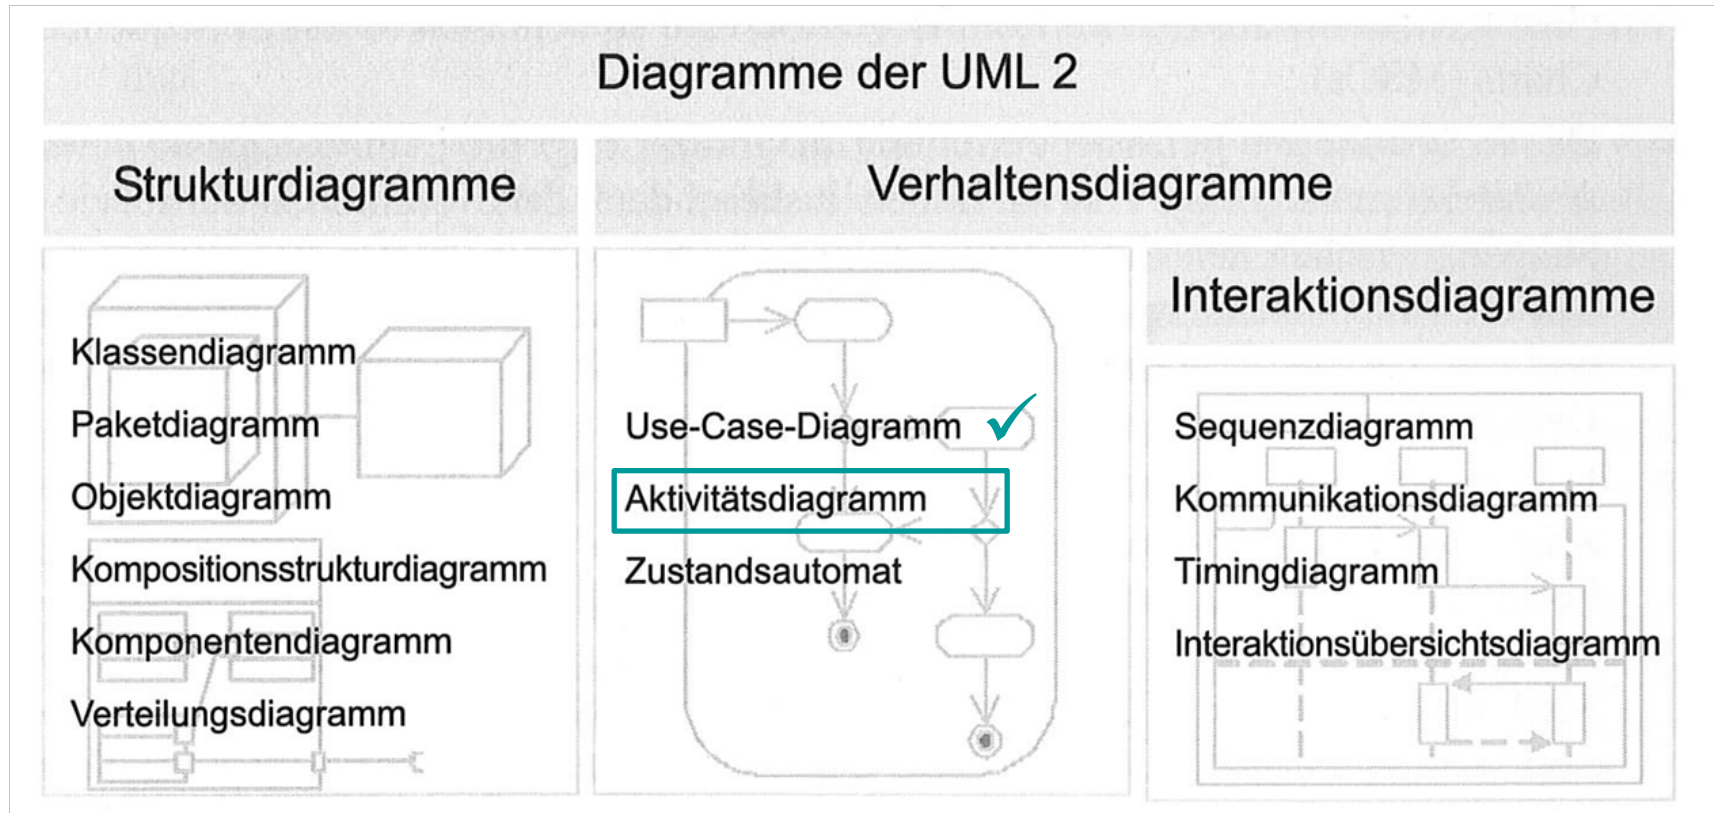 Diagramme der UML 2
Strukturdiagramme
Verhaltensdiagramme
Interaktionsdiagramme
Klassendiagramm
Paketdiagramm
Objektdiagramm
Kompositionsstrukturdiagramm
Komponentendiagramm
Verteilungsdiagramm
Use-Case-Diagramm
Aktivitätsdiagramm
Zustandsautomat
Sequenzdiagramm
Kommunikationsdiagramm
Timingdiagramm
Interaktionsübersichtsdiagramm